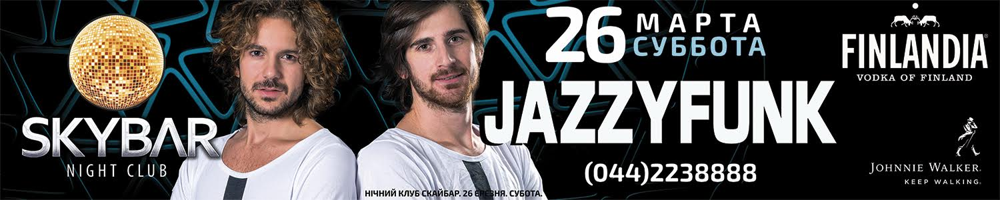 SKYBAR
NIGHT CLUB
26 МАРТА
СУББОТА
JAZZYFUNK
(044)2238888
НІЧНИЙ КЛУБ СКАЙБАР. 26 ЕРЕЗНЯ. СУБОТА.
FINLANDIA®
VODKA OF FINLAND
JOHNNIE WALKER®
KEEP WALKING®